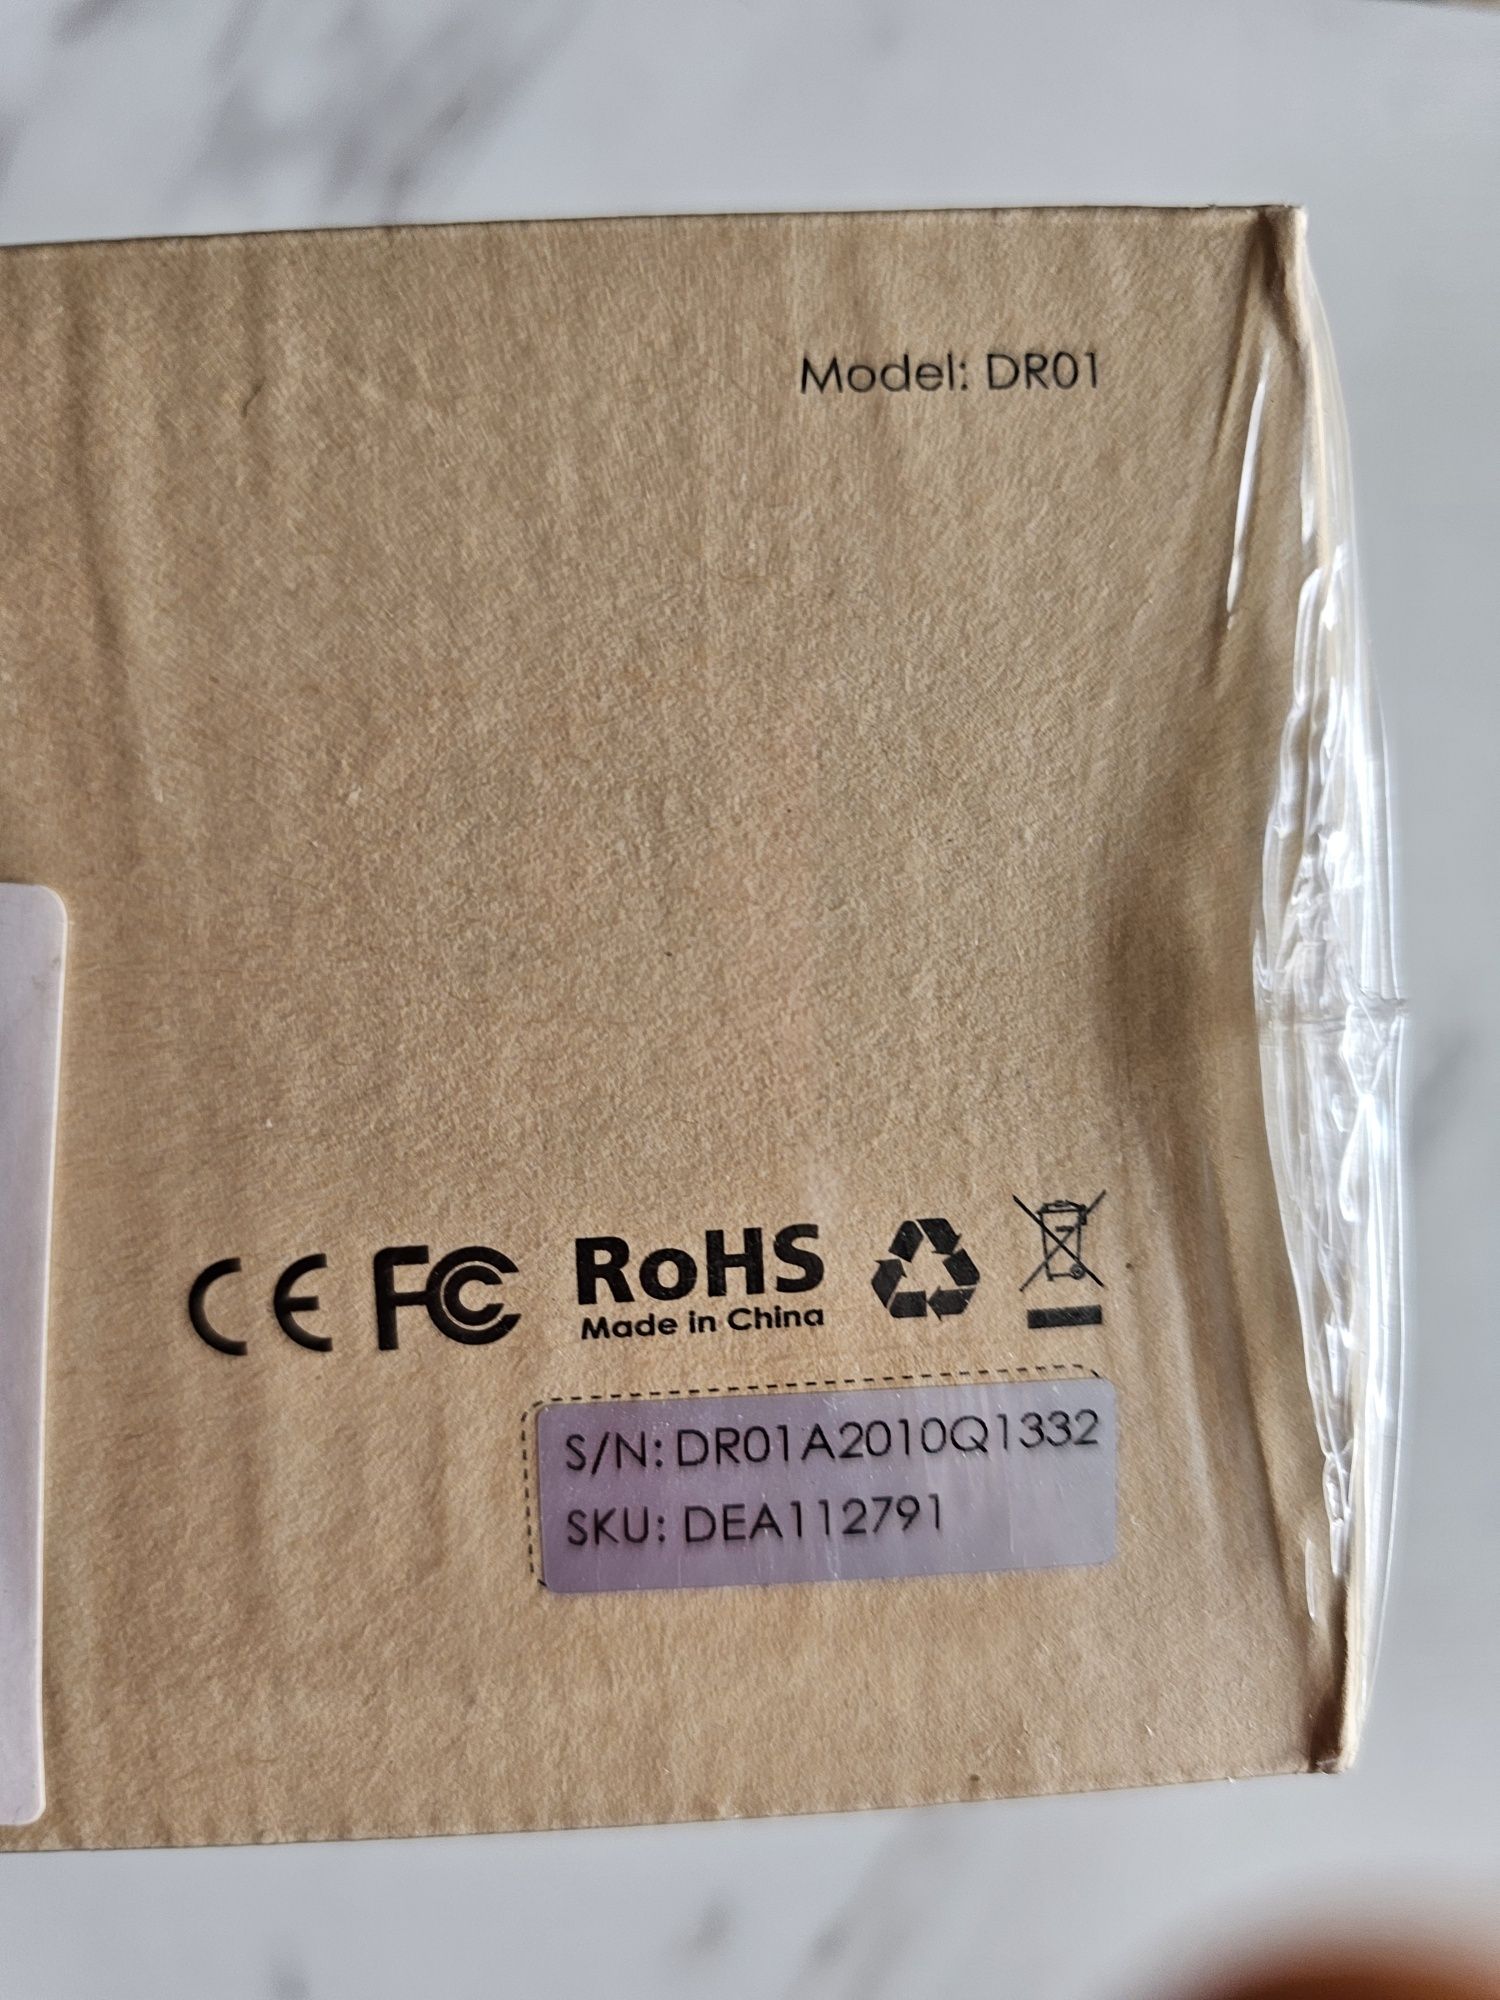 Model: DR01
CE FC RoHS
Made in China
S/N: DR01A2010Q1332
SKU: DEA112791